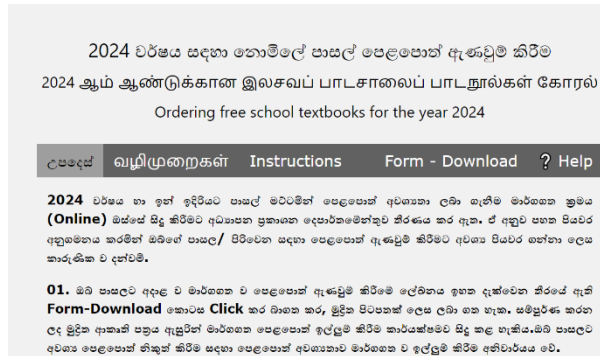 2024 වර්ෂය සඳහා නොමිලේ පාසල් පෙළපොත් ඇණවුම් කිරීම
2024 ஆம் ஆண்டுக்கான இலசவப் பாடசாலைப் பாடநூல்கள் கோரல்
Ordering free school textbooks for the year 2024
උපදෙස් வழிமுறைகள் Instructions Form - Download ? Help
2024 වර්ෂය හා ඉන් ඉදිරියට පාසල් මට්ටමින් පෙළපොත් අවශ්‍යතා ලබා ගැනීම මාර්ගගත ක්‍රමය
(Online) ඔස්සේ සිදු කිරීමට අධ්‍යාපන ප්‍රකාශන දෙපාර්තමේන්තුව තීරණය කර ඇත. ඒ අනුව පහත පියවර
අනුගමනය කරමින් ඔබගේ පාසල/ පිරිවෙන සඳහා පෙළපොත් ඇණවුම් කිරීමට අවශ්‍ය පියවර ගන්නා ලෙස
කාරුණික ව දන්වමි.
01. ඔබ පාසලට අදාළ ව මාර්ගගත ව පෙළපොත් ඇණවුම් කිරීමේ ලේඛනය ඉහත දැක්වෙන තීරයේ ඇති
Form-Download කොටස Click කර බාගත කර, මුද්‍රිත පිටපතක් ලෙස ලබා ගත හැක. සම්පූර්ණ කරන
ලද මුද්‍රිත ආකෘති පත්‍රය ඇසුරින් මාර්ගගත පෙළපොත් ඉල්ලුම් කිරීම කාර්යක්ෂමව සිදු කළ හැකිය.ඔබ පාසලට
අවශ්‍ය පෙළපොත් නිකුත් කිරීම සඳහා පෙළපොත් අවශ්‍යතාව මාර්ගගත ව ඉල්ලුම් කිරීම අනිවාර්යය වේ.